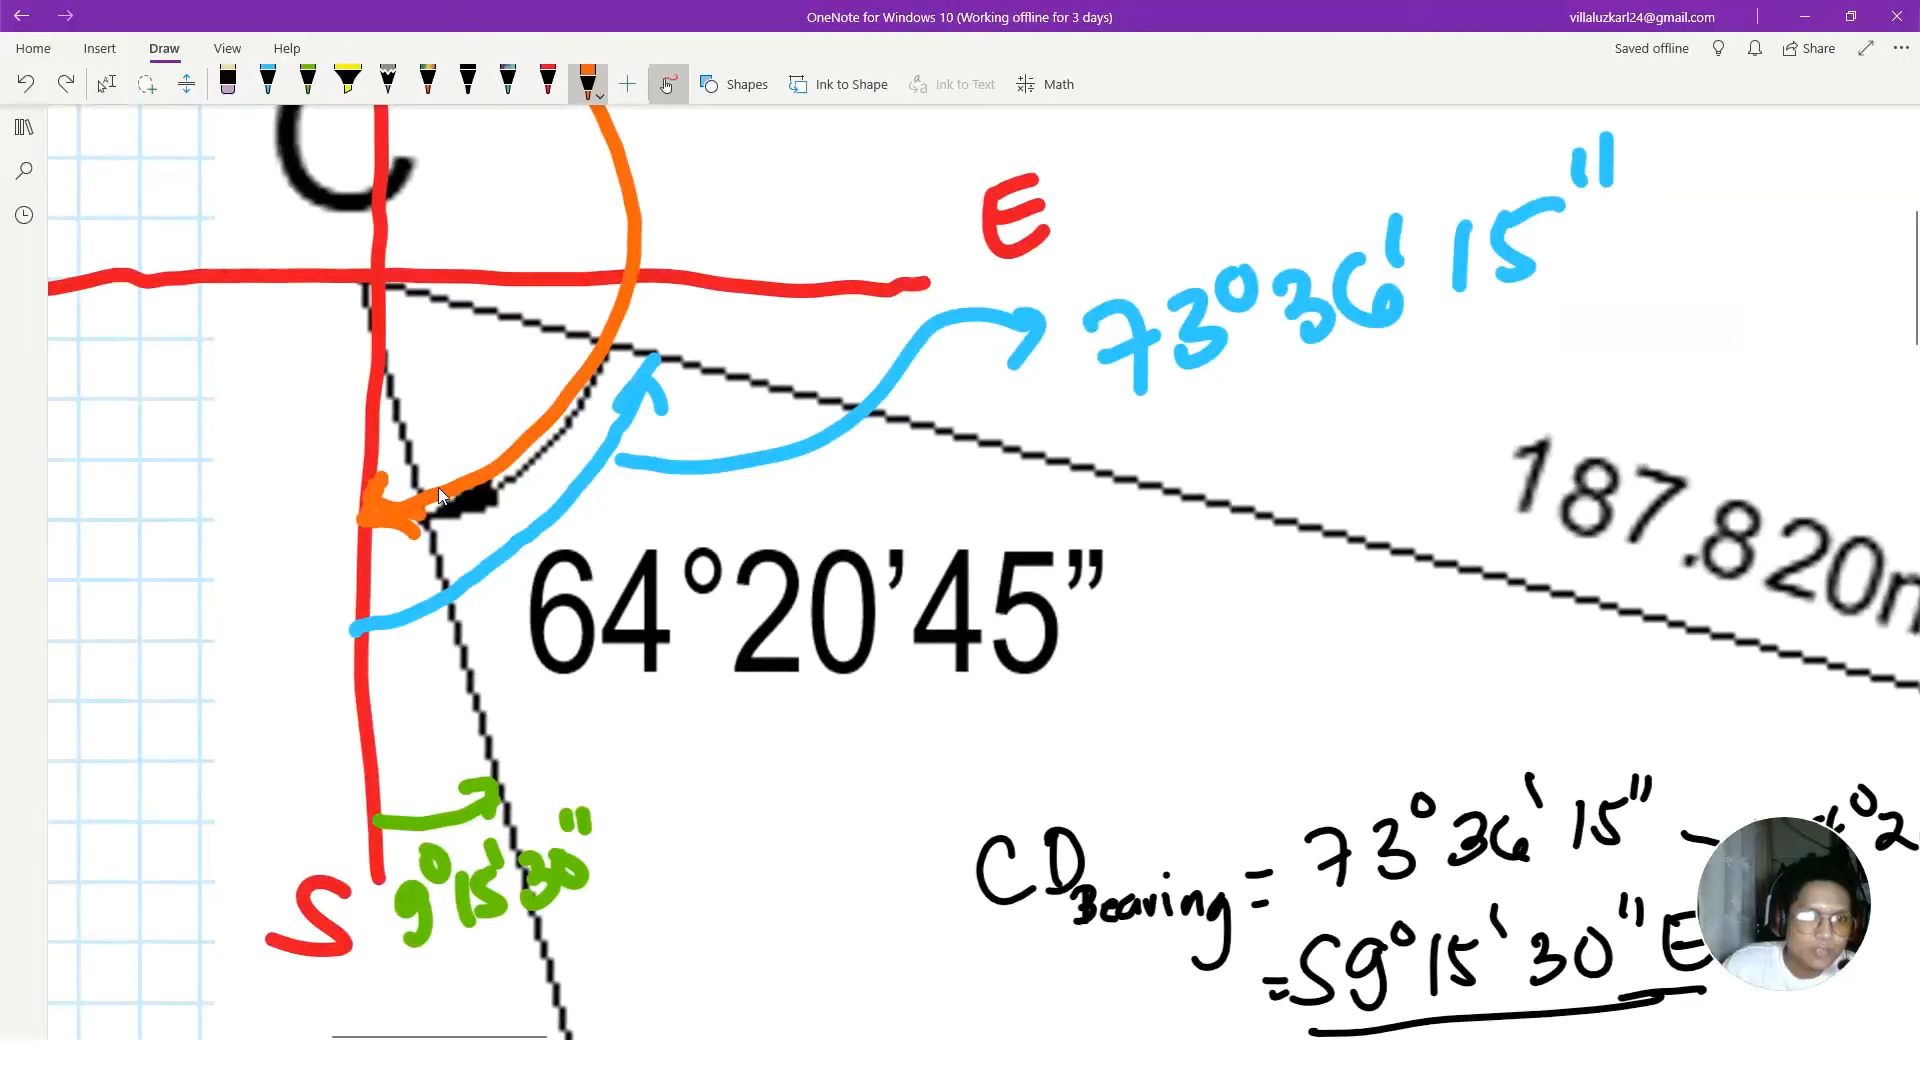 OneNote for Windows 10 (Working offline for 3 days)
villaluzkarl24@gmail.com
Home Insert Draw View Help
Saved offline Share
Shapes Ink to Shape Ink to Text Math
C
E
73°36'15"
187.820m
64°20'45”
S
9°15'30"
CD Bearing = 73°36'15" -
= S9°15'30"E